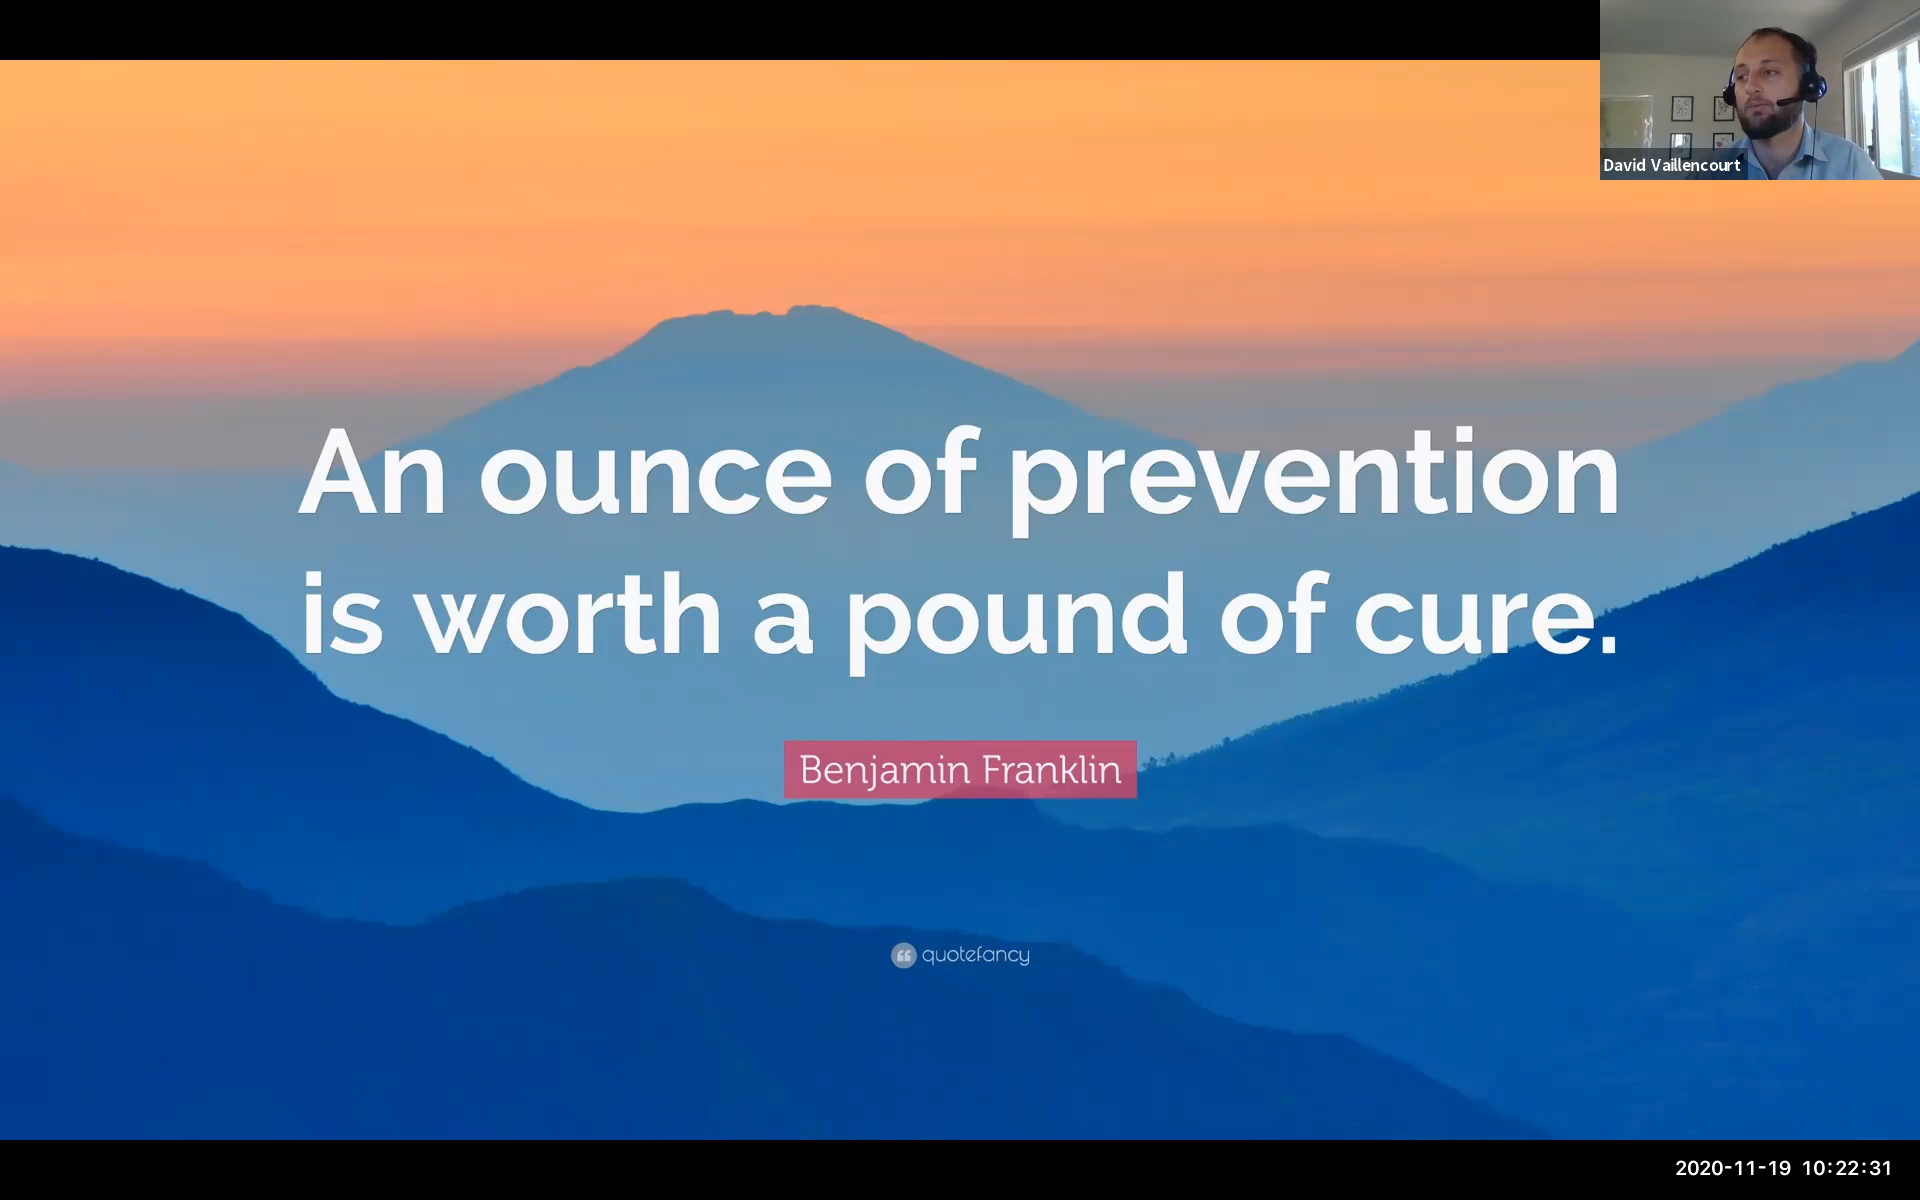 David Vaillencourt
An ounce of prevention
is worth a pound of cure.
Benjamin Franklin
quotefancy
2020-11-19 10:22:31